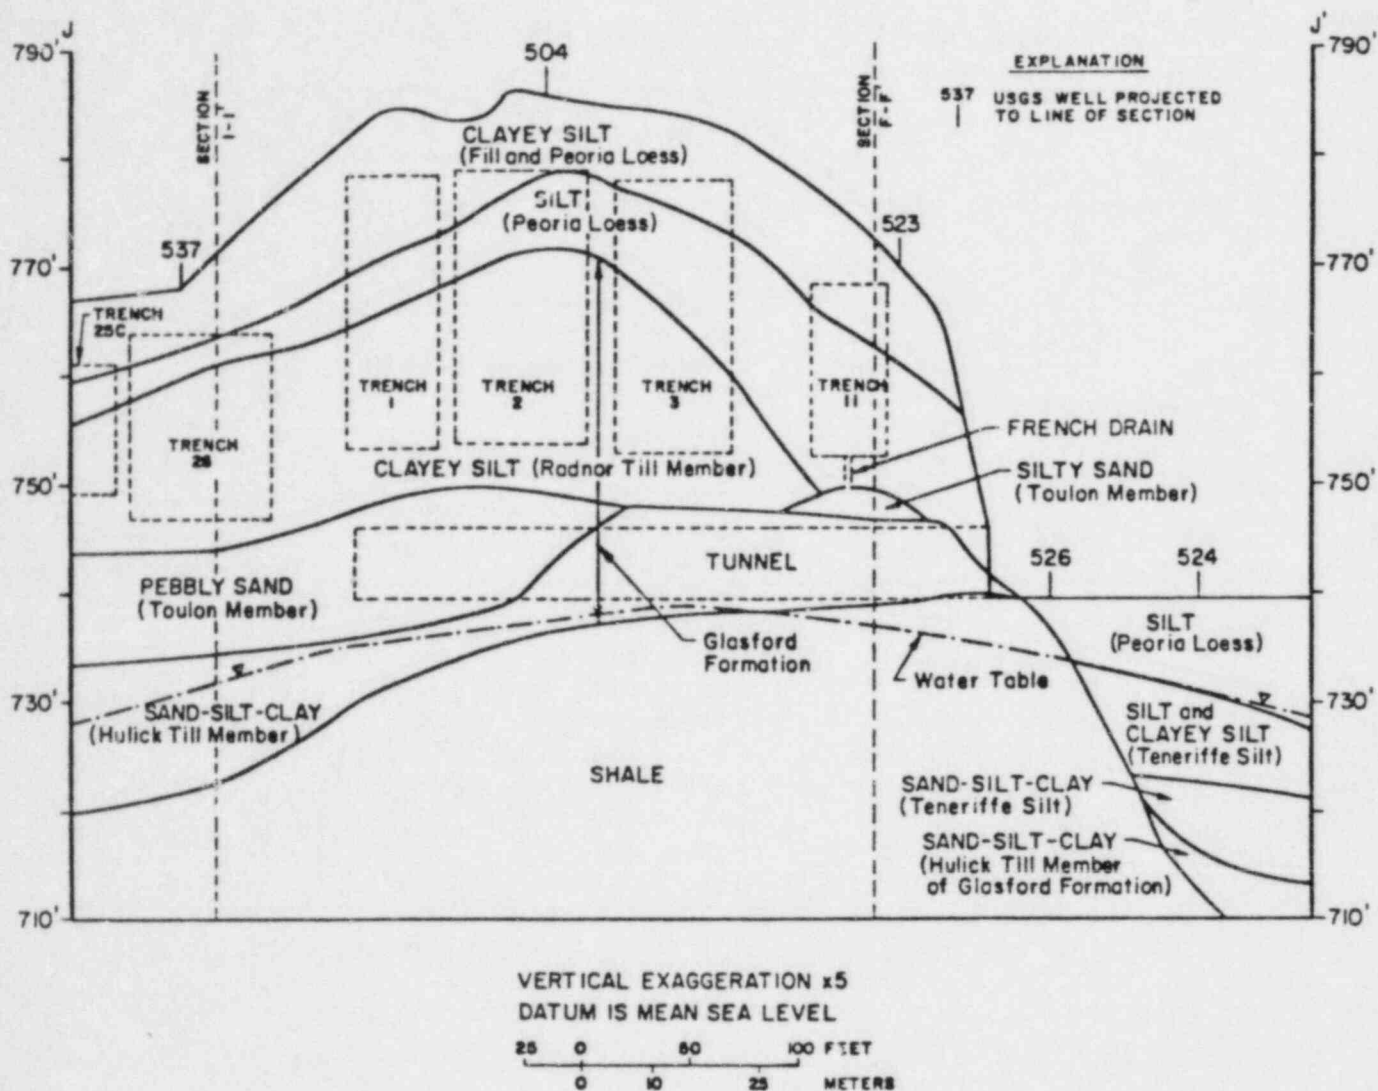 J
J'
790'
790'
504
EXPLANATION
537 USGS WELL PROJECTED
TO LINE OF SECTION
SECTION
I-I'
SECTION
F-F'
CLAYEY SILT
(Fill and Peoria Loess)
SILT
(Peoria Loess)
537
523
770'
770'
TRENCH
25C
TRENCH
26
TRENCH
1
TRENCH
2
TRENCH
3
TRENCH
11
FRENCH DRAIN
CLAYEY SILT (Radnor Till Member)
SILTY SAND
(Toulon Member)
750'
750'
TUNNEL
526
524
PEBBLY SAND
(Toulon Member)
SILT
(Peoria Loess)
Glasford
Formation
Water Table
730'
730'
SAND-SILT-CLAY
(Hulick Till Member)
SILT and
CLAYEY SILT
(Teneriffe Silt)
SHALE
SAND-SILT-CLAY
(Teneriffe Silt)
SAND-SILT-CLAY
(Hulick Till Member
of Glasford Formation)
710'
710'
VERTICAL EXAGGERATION x5
DATUM IS MEAN SEA LEVEL
25 0 50 100 FEET
0 10 25 METERS